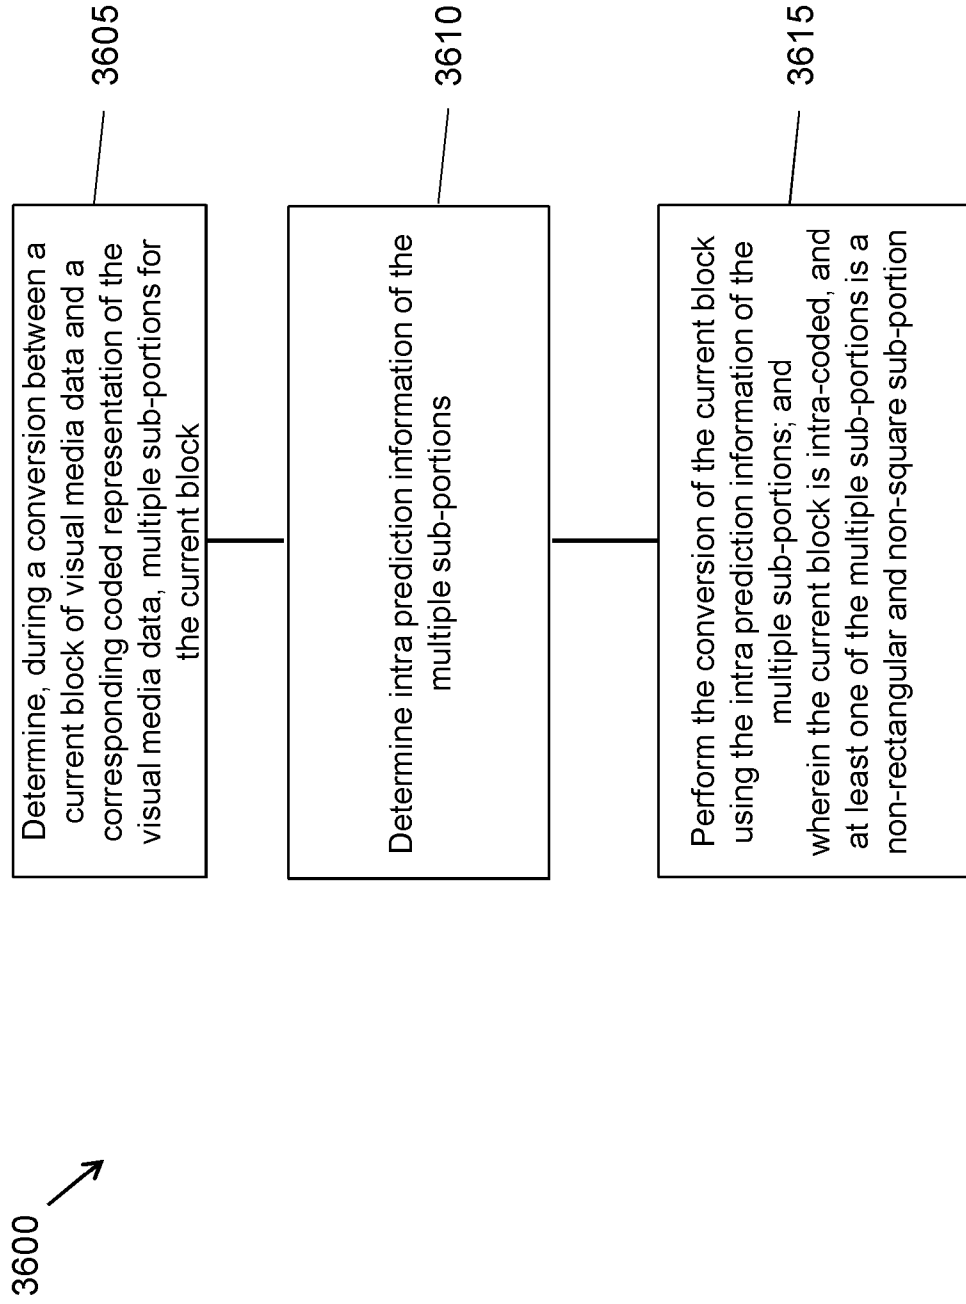 3600
Determine, during a conversion between a
current block of visual media data and a
corresponding coded representation of the
visual media data, multiple sub-portions for
the current block
3605
Determine intra prediction information of the
multiple sub-portions
3610
Perform the conversion of the current block
using the intra prediction information of the
multiple sub-portions; and
wherein the current block is intra-coded, and
at least one of the multiple sub-portions is a
non-rectangular and non-square sub-portion
3615